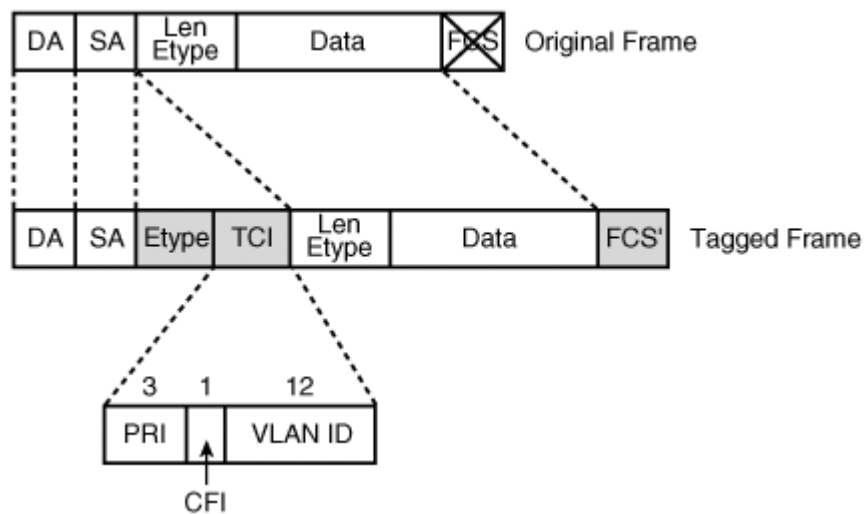 DA SA Len Etype Data FCS Original Frame
DA SA Etype TCI Len Etype Data FCS' Tagged Frame
3 1 12
PRI VLAN ID
CFI